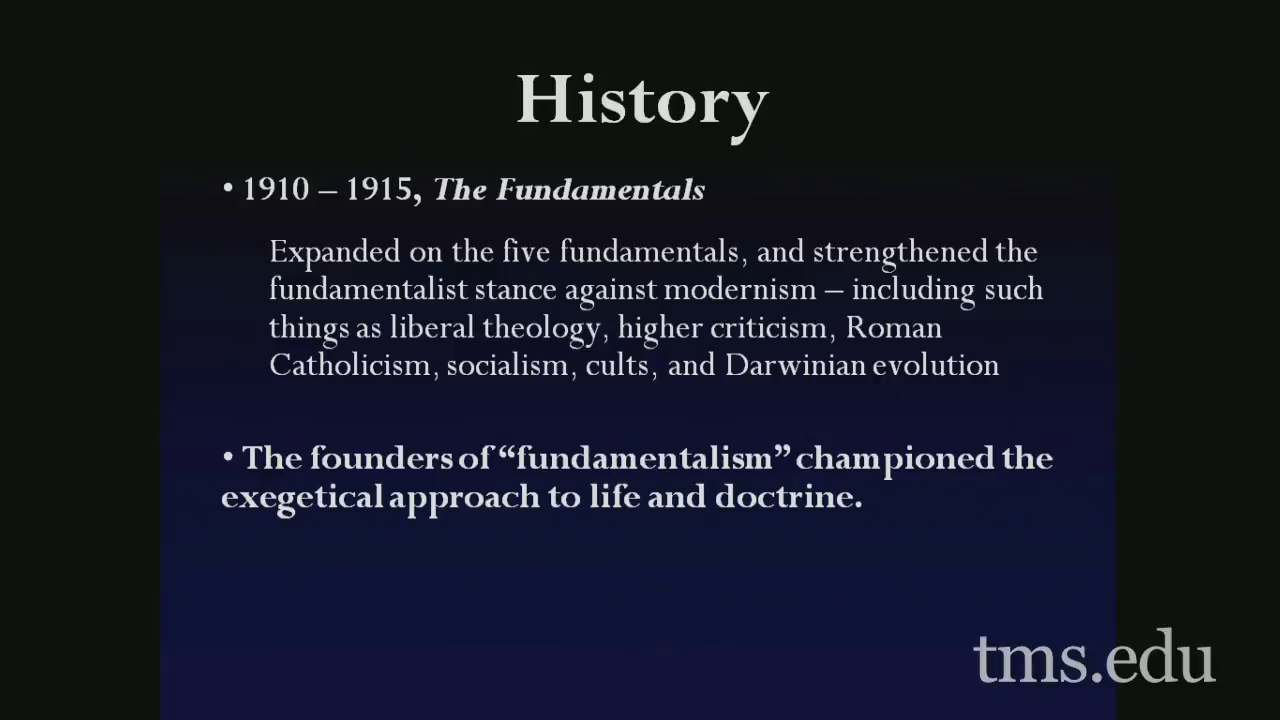 History
• 1910 – 1915, The Fundamentals
Expanded on the five fundamentals, and strengthened the
fundamentalist stance against modernism – including such
things as liberal theology, higher criticism, Roman
Catholicism, socialism, cults, and Darwinian evolution
• The founders of “fundamentalism” championed the
exegetical approach to life and doctrine.
tms.edu